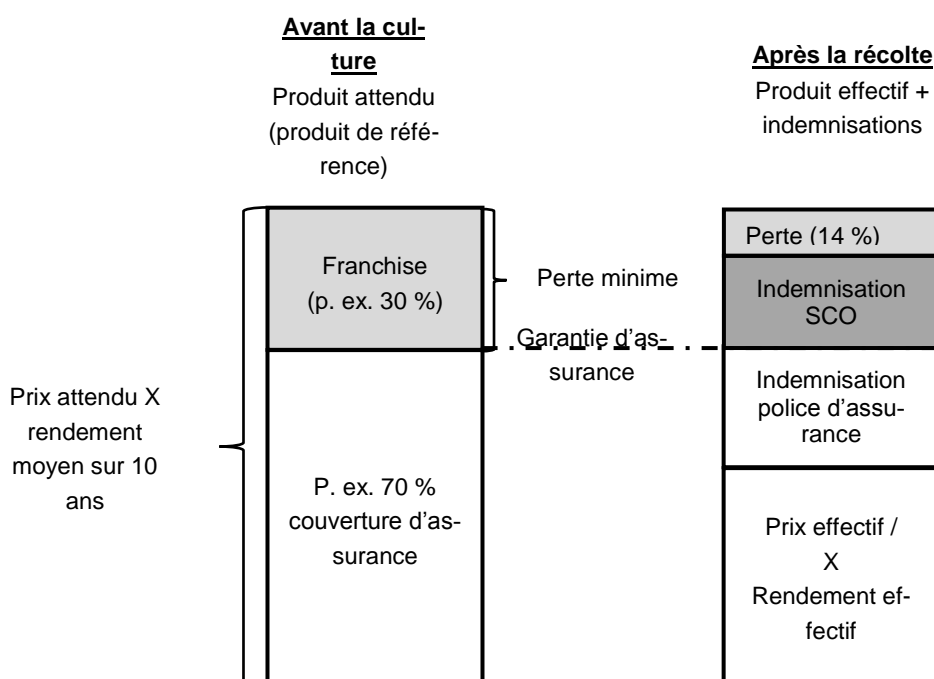 Avant la cul-
ture
Produit attendu
(produit de réfé-
rence)
Après la récolte
Produit effectif +
indemnisations
Franchise
(p. ex. 30 %)
Perte minime
Garantie d'as-
surance
Perte (14 %)
Indemnisation
SCO
Indemnisation
police d'assu-
rance
Prix attendu X
rendement
moyen sur 10
ans
P. ex. 70 %
couverture d'as-
surance
Prix effectif /
X
Rendement ef-
fectif